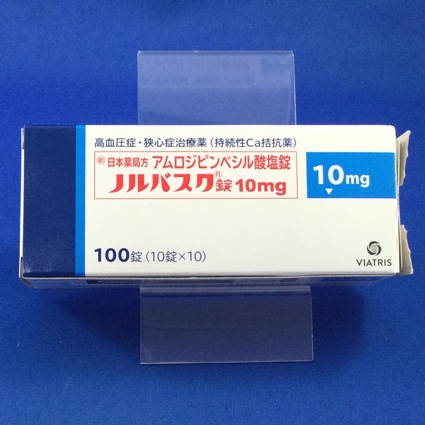 高血圧症・狭心症治療薬(持続性Ca拮抗薬)
日本薬局方 アムロジピンベシル酸塩錠
ノルバスク®錠10mg
10mg
100錠(10錠×10)
VIATRIS